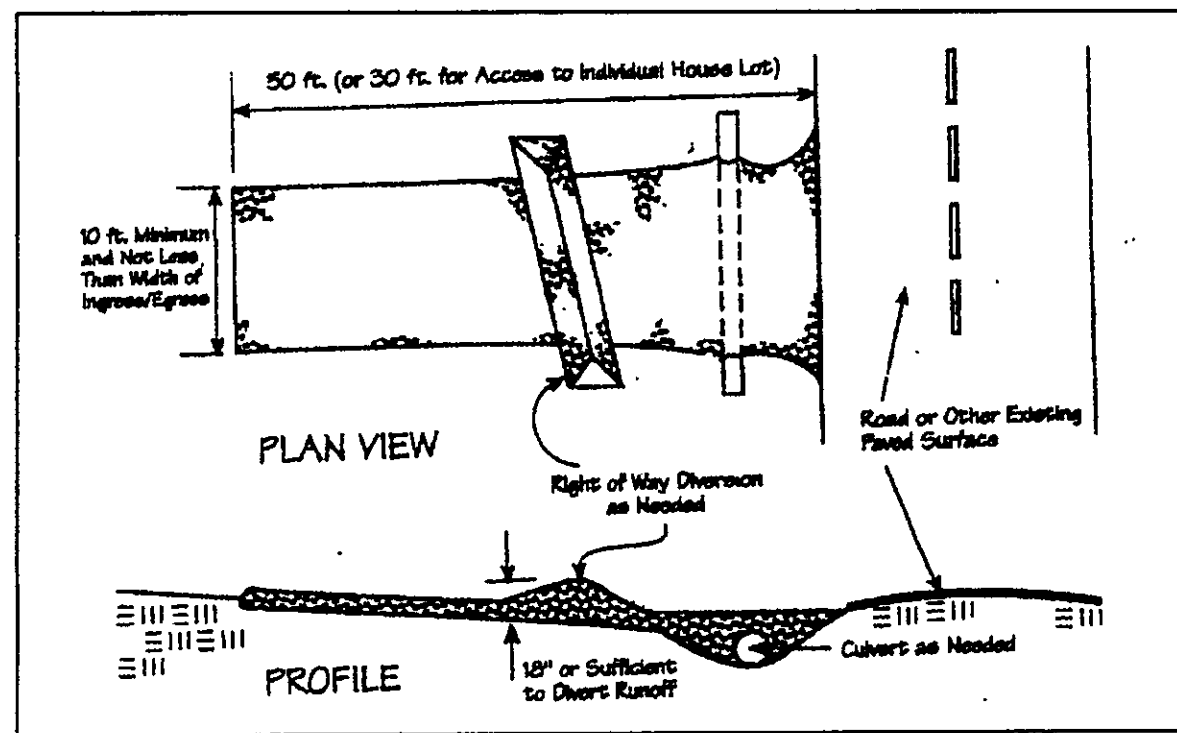 50 ft. (or 30 ft. for Access to Individual House Lot)
10 ft. Minimum
and Not Less
Than Width of
Ingress/Egress
PLAN VIEW
Road or Other Existing
Paved Surface
Right of Way Diversion
as Needed
18" or Sufficient
to Divert Runoff
Culvert as Needed
PROFILE